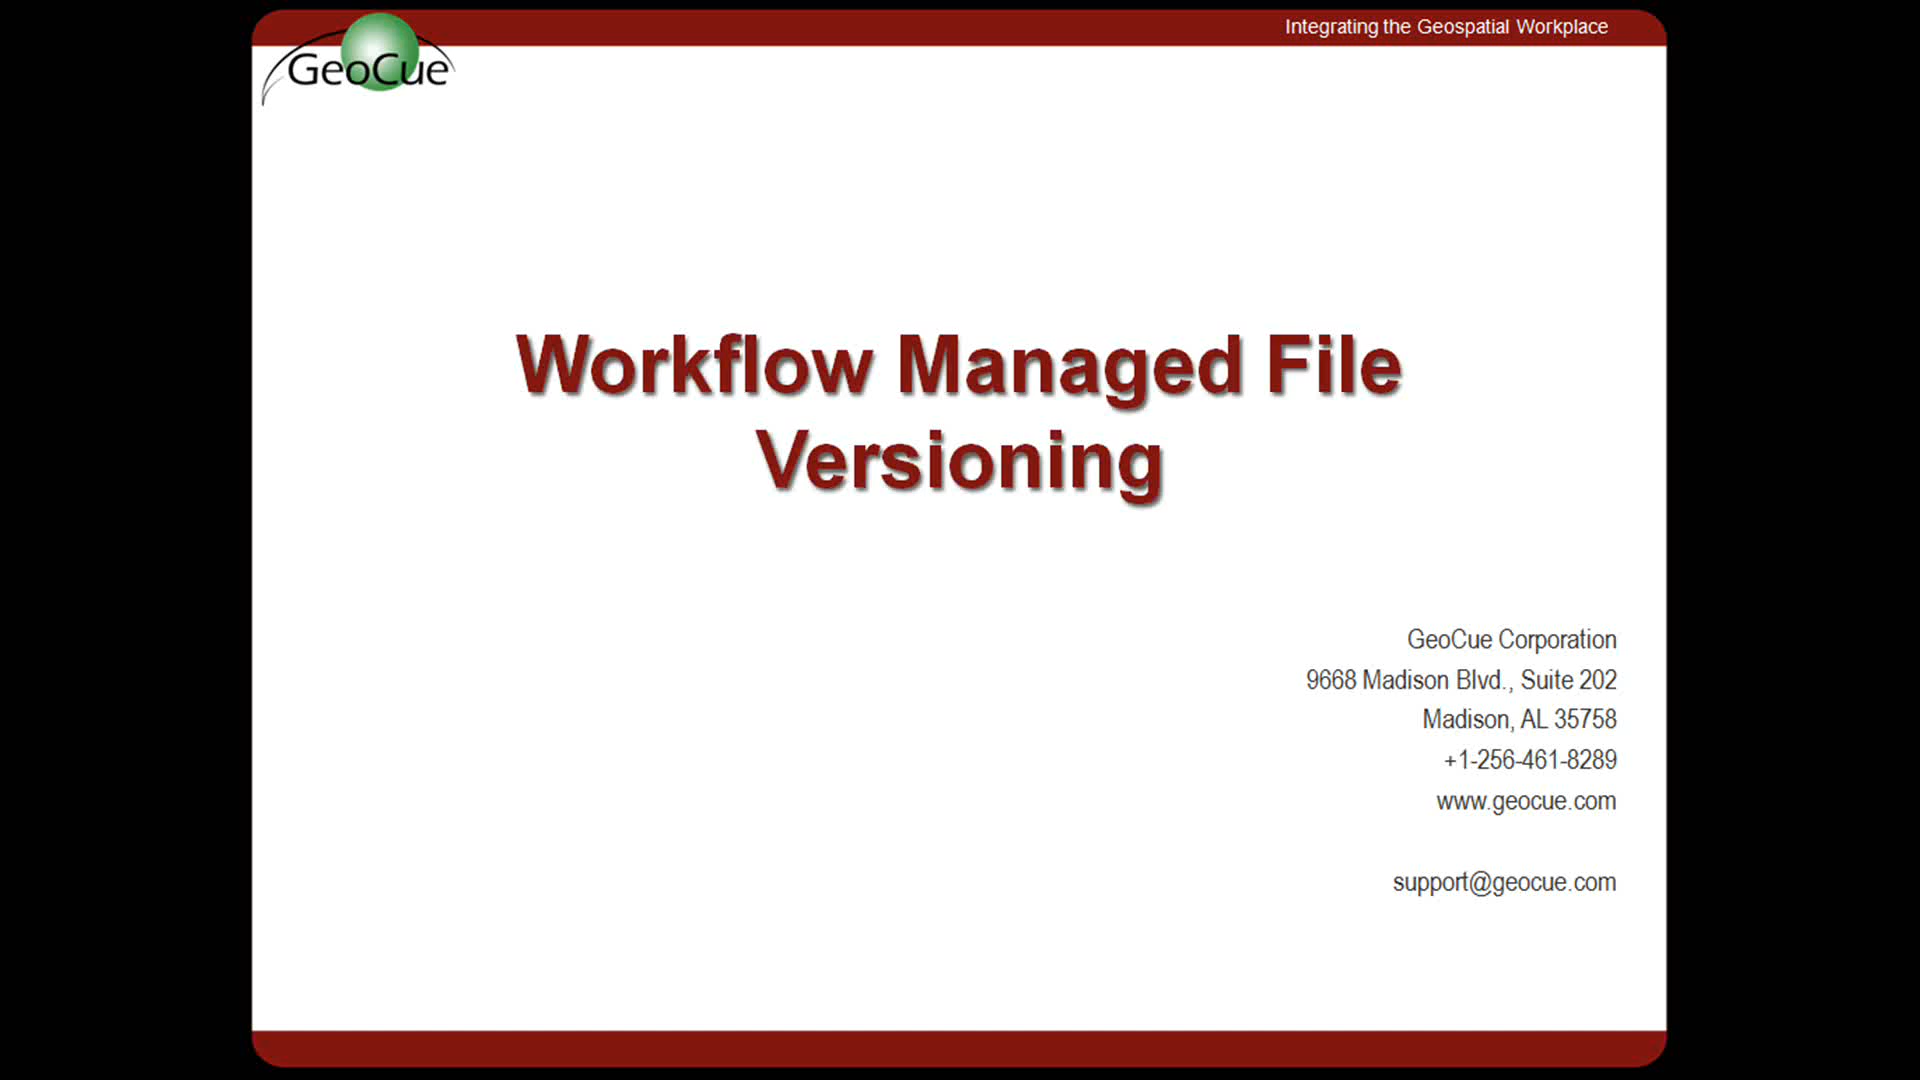 Integrating the Geospatial Workplace
GeoCue
Workflow Managed File
Versioning
GeoCue Corporation
9668 Madison Blvd., Suite 202
Madison, AL 35758
+1-256-461-8289
www.geocue.com
support@geocue.com